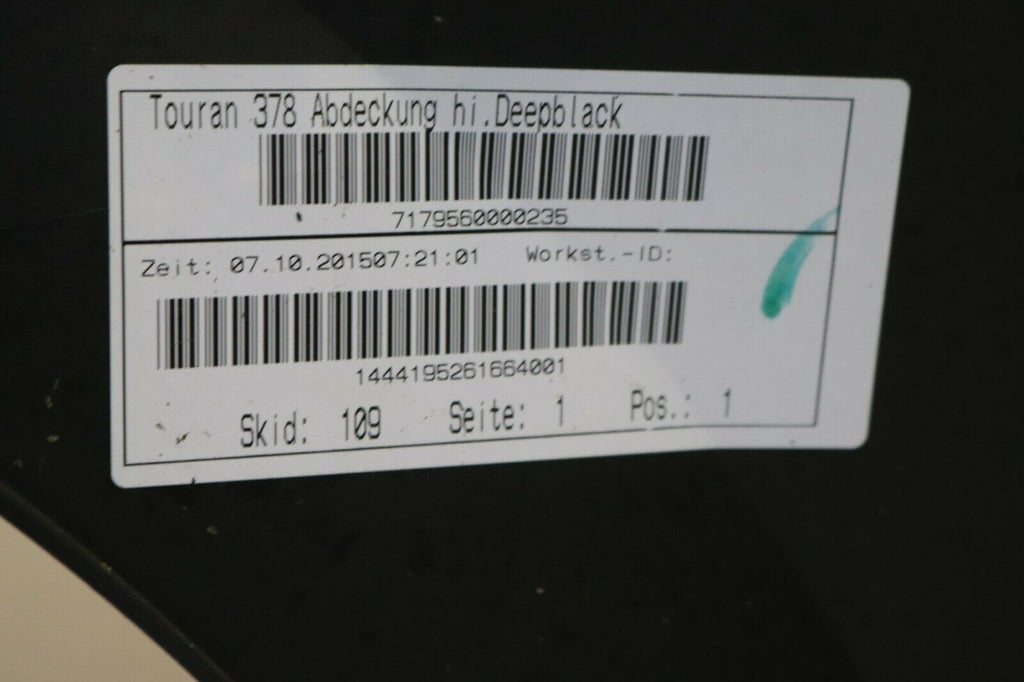 Touran 378 Abdeckung hi.Deepblack
7179560000235
Zeit: 07.10.201507:21:01 Workst.-ID:
1444195261664001
Skid: 109 Seite: 1 Pos.: 1